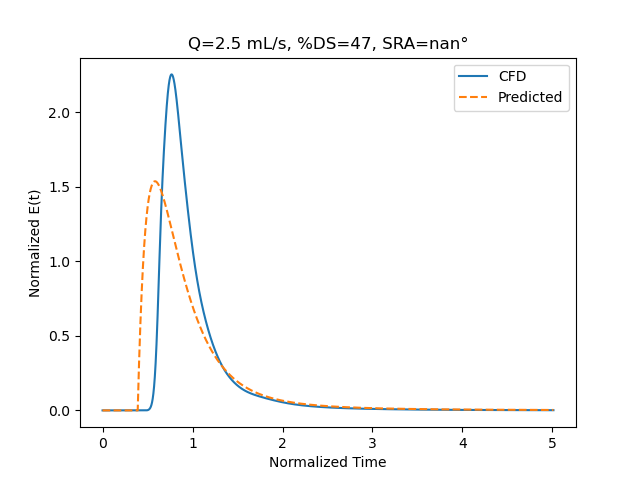 Q=2.5 mL/s, %DS=47, SRA=nan°
CFD
Predicted
Normalized E(t)
2.0
1.5
1.0
0.5
0.0
0 1 2 3 4 5
Normalized Time